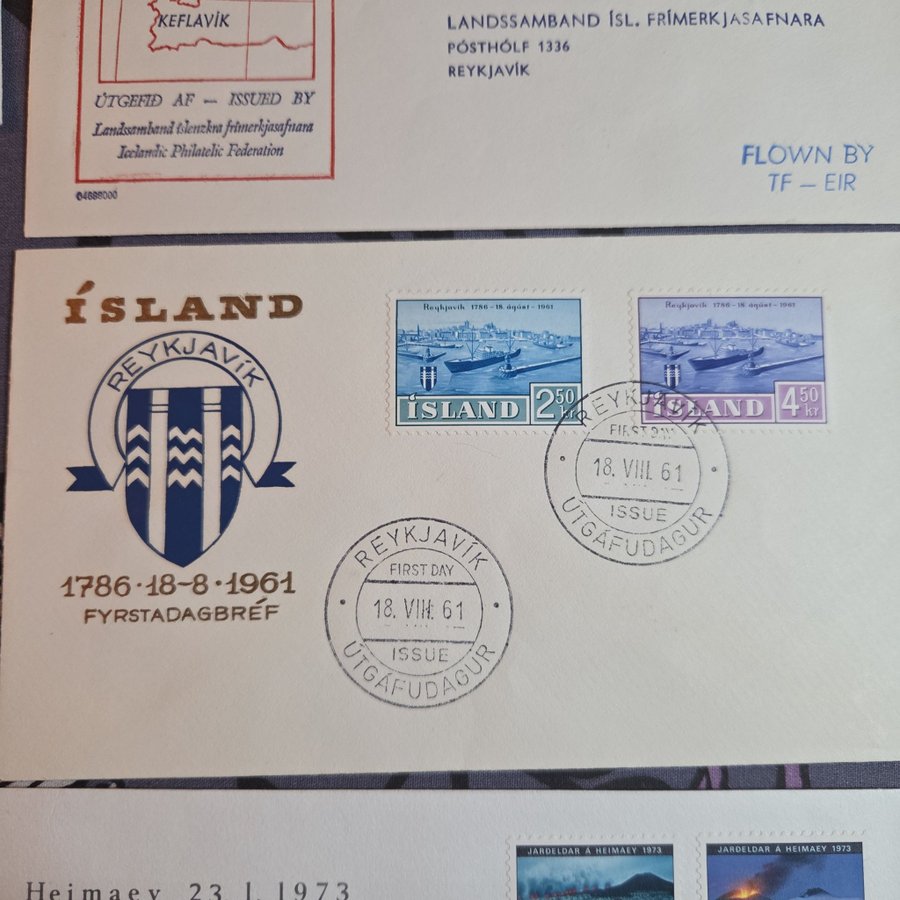 KEFLAVÍK
ÚTGEFIÐ AF — ISSUED BY
Landssamband íslenzkra frímerkjasafnara
Icelandic Philatelic Federation
LANDSSAMBAND ÍSL. FRÍMERKJASAFNARA
PÓSTHÓLF 1336
REYKJAVÍK
FLOWN BY
TF — EIR
ÍSLAND
REYKJAVÍK
1786·18-8·1961
FYRSTADAGBRÉF
Reykjavík 1786 - 18. ágúst - 1961
ÍSLAND 2 50 kr
Reykjavík 1786 - 18. ágúst - 1961
ÍSLAND 4 50 kr
REYKJAVÍK
FIRST DAY
18. VIII. 61
ISSUE
ÚTGÁFUDAGUR
REYKJAVÍK
FIRST DAY
18. VIII. 61
ISSUE
ÚTGÁFUDAGUR
Heimaey 23 1. 1973
JARÐELDAR Á HEIMAEY 1973
JARÐELDAR Á HEIMAEY 1973